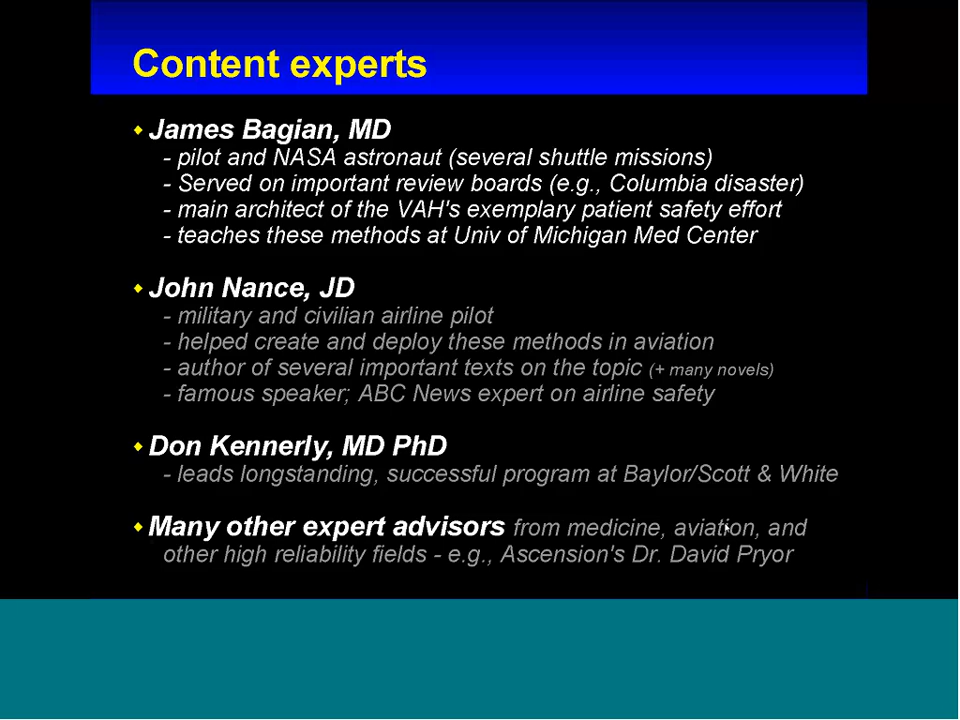 Content experts
James Bagian, MD
- pilot and NASA astronaut (several shuttle missions)
- Served on important review boards (e.g., Columbia disaster)
- main architect of the VAH's exemplary patient safety effort
- teaches these methods at Univ of Michigan Med Center
John Nance, JD
- military and civilian airline pilot
- helped create and deploy these methods in aviation
- author of several important texts on the topic (+ many novels)
- famous speaker; ABC News expert on airline safety
Don Kennerly, MD PhD
- leads longstanding, successful program at Baylor/Scott & White
Many other expert advisors from medicine, aviation, and
other high reliability fields - e.g., Ascension's Dr. David Pryor